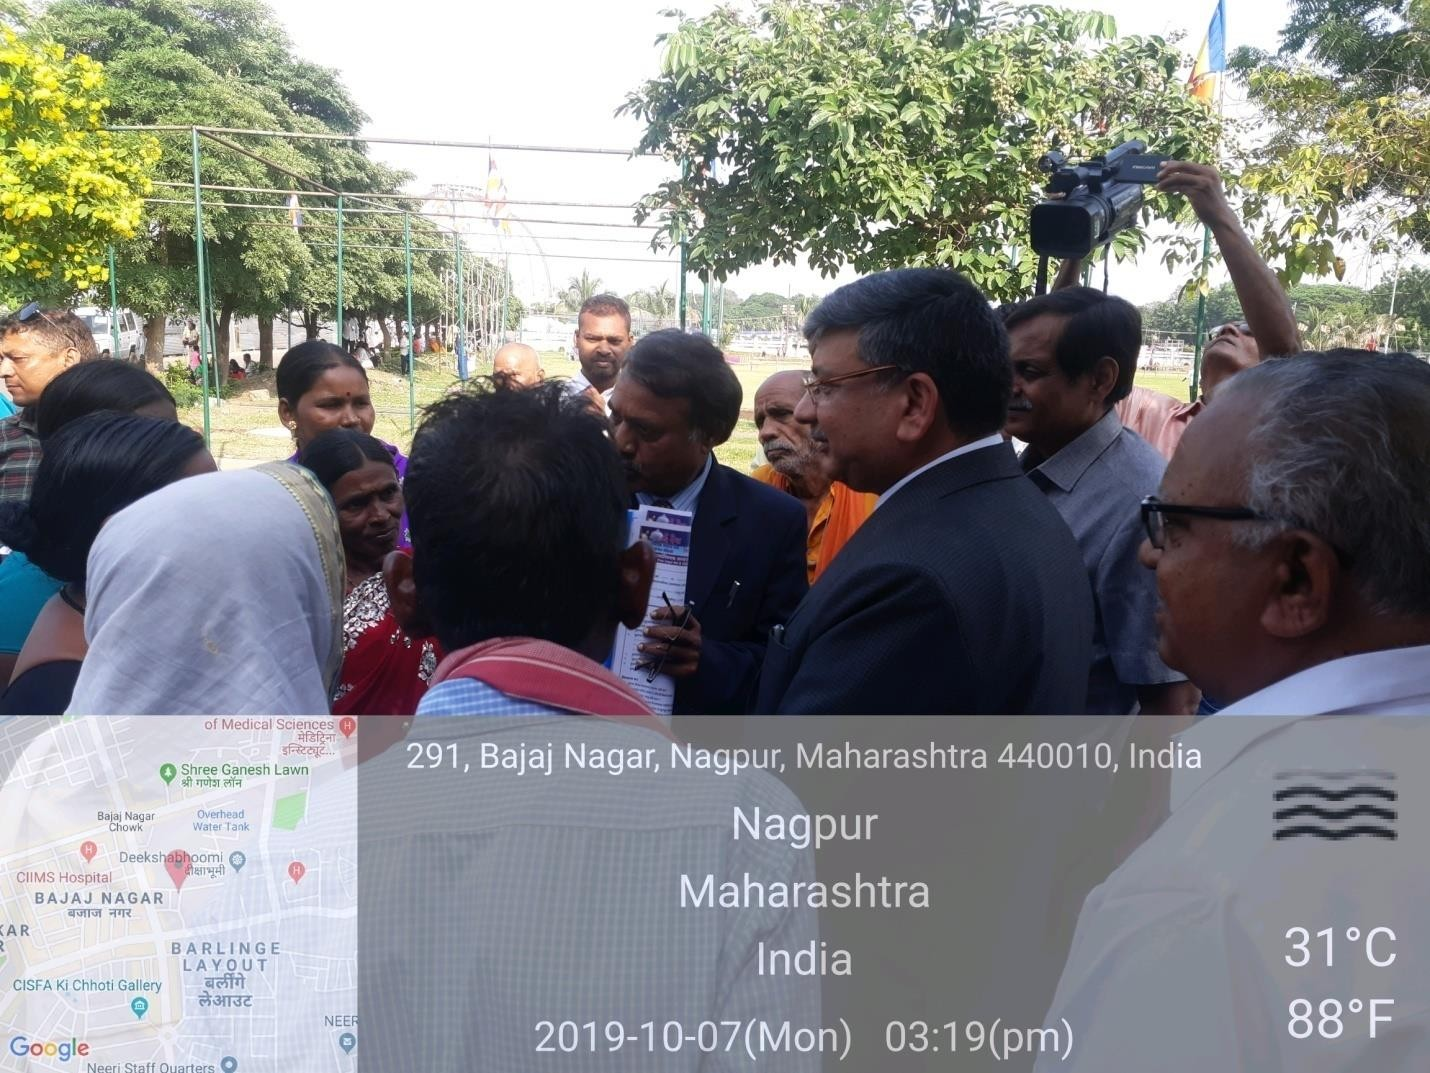 of Medical Sciences
मेडिट्रिना
इन्स्टिट्यूट...
Shree Ganesh Lawn
श्री गणेश लॉन
Bajaj Nagar
Chowk
Overhead
Water Tank
Deekshabhoomi
दीक्षाभूमी
CIIMS Hospital
BAJAJ NAGAR
बजाज नगर
KAR
R
BARLINGE
LAYOUT
बर्लींगे
लेआउट
CISFA Ki Chhoti Gallery
NEER
Google
Neeri Staff Quarters
291, Bajaj Nagar, Nagpur, Maharashtra 440010, India
Nagpur
Maharashtra
India
2019-10-07(Mon) 03:19(pm)
31°C
88°F